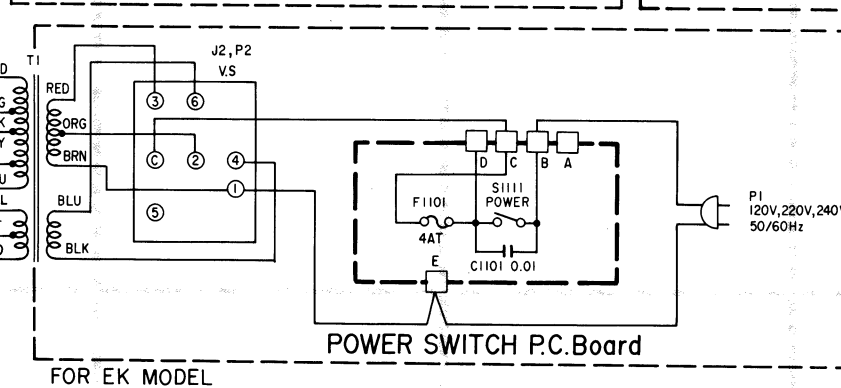 J2, P2
V.S
T1
D
G
K
Y
U
L
RED
ORG
BRN
BLU
BLK
3
6
C
2
4
1
5
D
C
B
A
F1101
4AT
S1111
POWER
C1101 0.01
E
P1
120V, 220V, 240V
50/60Hz
POWER SWITCH P.C.Board
FOR EK MODEL